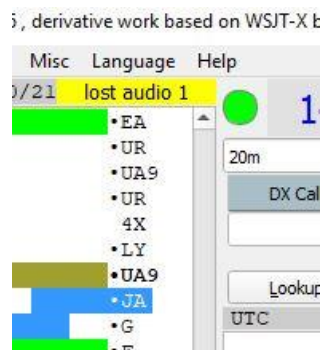 , derivative work based on WSJT-X b
Misc Language Help
/21 lost audio 1
•EA
•UR
•UA9
•UR
4X
•LY
•UA9
•JA
•G
20m
DX Cal
Lookup
UTC